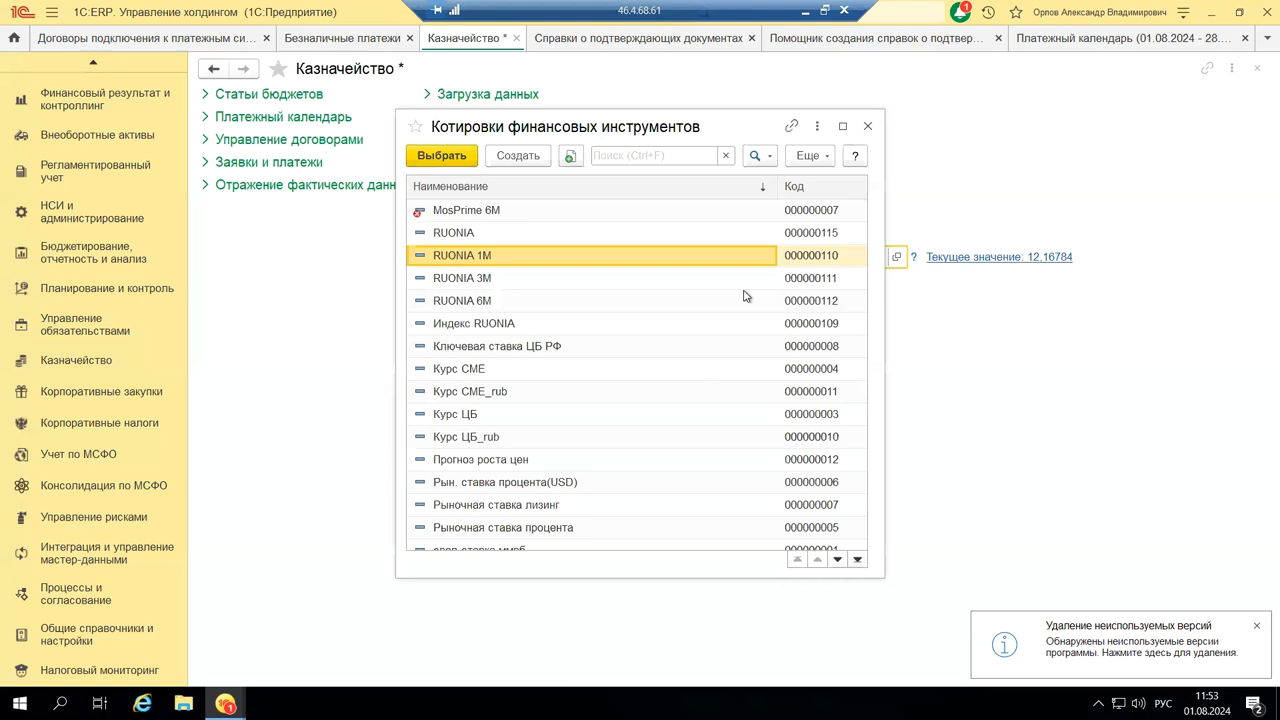 1С:ERP. Управление холдингом (1С:Предприятие)
46.4.68.61
1
Орлов Александр Владимирович
Договоры подключения к платежным си... ×
Безналичные платежи ×
Казначейство * ×
Справки о подтверждающих документах ×
Помощник создания справок о подтвер... ×
Платежный календарь (01.08.2024 - 28.... ×
Финансовый результат и
контроллинг
Внеоборотные активы
Регламентированный
учет
НСИ и
администрирование
Бюджетирование,
отчетность и анализ
Планирование и контроль
Управление
обязательствами
Казначейство
Корпоративные закупки
Корпоративные налоги
Учет по МСФО
Консолидация по МСФО
Управление рисками
Интеграция и управление
мастер-данными
Процессы и
согласование
Общие справочники и
настройки
Налоговый мониторинг
Казначейство *
Статьи бюджетов
Загрузка данных
Платежный календарь
Управление договорами
Заявки и платежи
Отражение фактических данн
? Текущее значение: 12,16784
Котировки финансовых инструментов
Выбрать
Создать
Поиск (Ctrl+F)
×
Еще
?
Наименование ↓ Код
MosPrime 6M 000000007
RUONIA 000000115
RUONIA 1M 000000110
RUONIA 3M 000000111
RUONIA 6M 000000112
Индекс RUONIA 000000109
Ключевая ставка ЦБ РФ 000000008
Курс CME 000000004
Курс CME_rub 000000011
Курс ЦБ 000000003
Курс ЦБ_rub 000000010
Прогноз роста цен 000000012
Рын. ставка процента(USD) 000000006
Рыночная ставка лизинг 000000007
Рыночная ставка процента 000000005
своп ставка ммвб 000000001
Удаление неиспользуемых версий
Обнаружены неиспользуемые версии
программы. Нажмите здесь для удаления.
1
РУС
11:53
01.08.2024
2